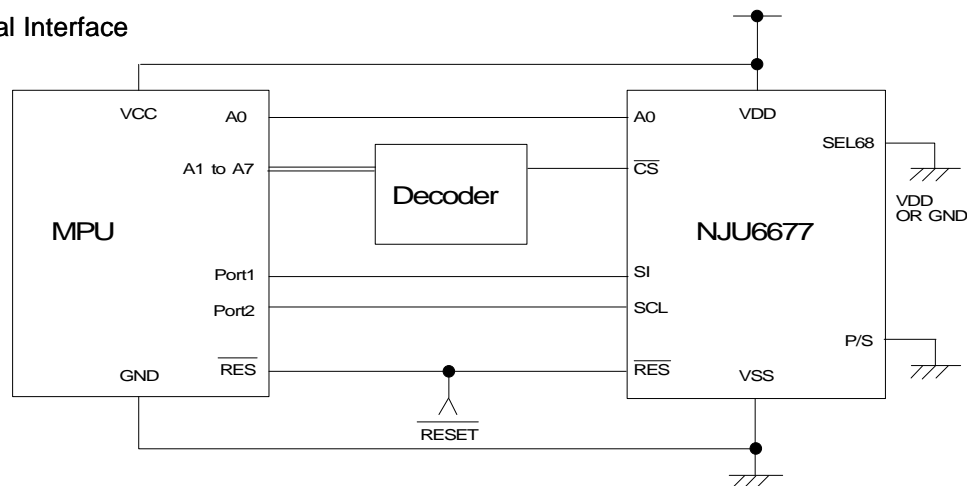 al Interface
MPU
VCC
A0
A1 to A7
Port1
Port2
RES
GND
Decoder
RESET
NJU6677
A0
CS
SI
SCL
RES
VDD
SEL68
VDD
OR GND
P/S
VSS